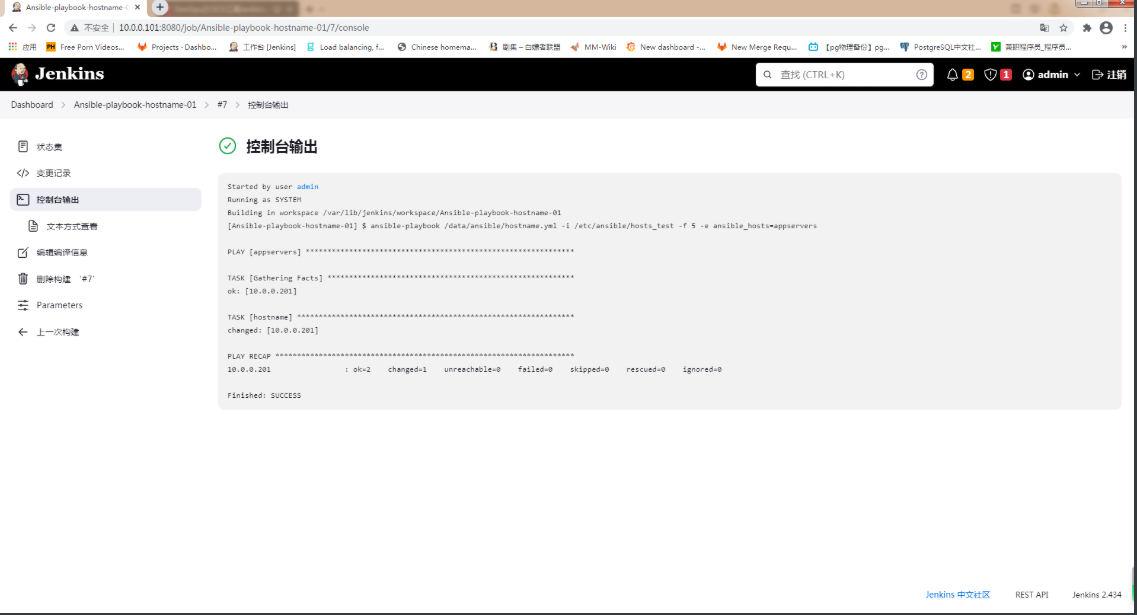 Ansible-playbook-hostname-0
不安全 10.0.0.101:8080/job/Ansible-playbook-hostname-01/7/console
应用 Free Porn Videos... Projects · Dashbo... 工作台 [Jenkins] Load balancing, f... Chinese homema... 剧集 – 白嫖者联盟 MM-Wiki New dashboard -... New Merge Requ... 【pg物理备份】pg... PostgreSQL中文社... 兼职程序员_程序员...
Jenkins 查找 (CTRL+K) 2 1 admin 注销
Dashboard Ansible-playbook-hostname-01 #7 控制台输出
状态集
变更记录
控制台输出
文本方式查看
编辑编译信息
删除构建 '#7'
Parameters
上一次构建
控制台输出
Started by user admin
Running as SYSTEM
Building in workspace /var/lib/jenkins/workspace/Ansible-playbook-hostname-01
[Ansible-playbook-hostname-01] $ ansible-playbook /data/ansible/hostname.yml -i /etc/ansible/hosts_test -f 5 -e ansible_hosts=appservers
PLAY [appservers] **************************************************************
TASK [Gathering Facts] *********************************************************
ok: [10.0.0.201]
TASK [hostname] ****************************************************************
changed: [10.0.0.201]
PLAY RECAP *********************************************************************
10.0.0.201 : ok=2 changed=1 unreachable=0 failed=0 skipped=0 rescued=0 ignored=0
Finished: SUCCESS
Jenkins 中文社区 REST API Jenkins 2.434